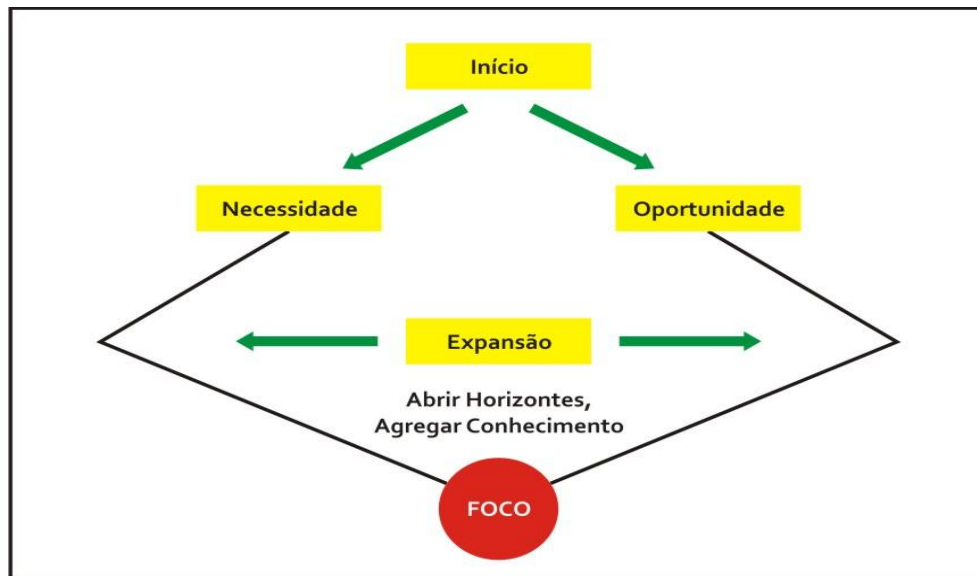 Início
Necessidade
Oportunidade
Expansão
Abrir Horizontes,
Agregar Conhecimento
FOCO